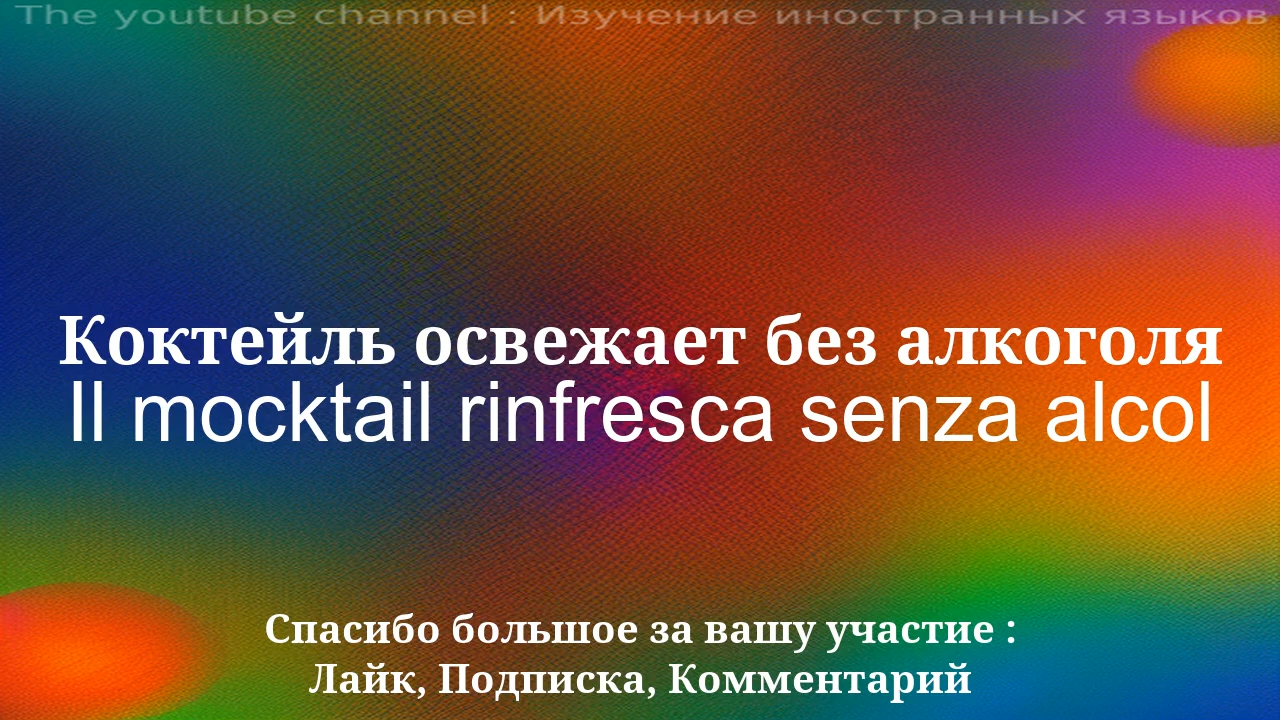 The youtube channel : Изучение иностранных языков
Коктейль освежает без алкоголя
Il mocktail rinfresca senza alcol
Спасибо большое за вашу участие :
Лайк, Подписка, Комментарий